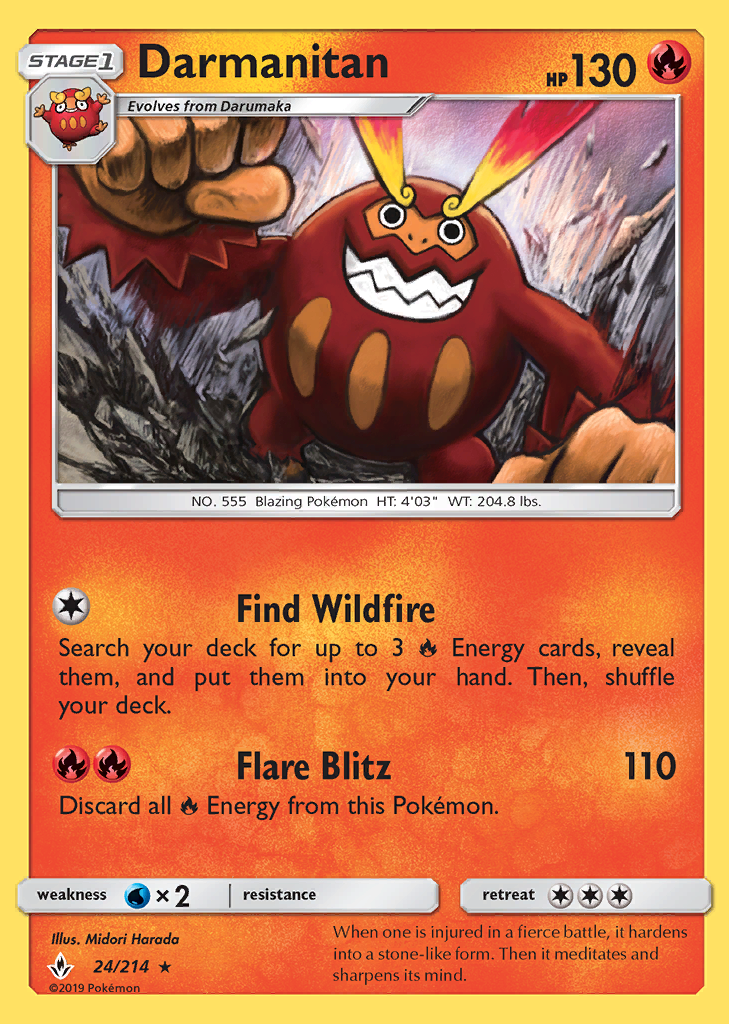 STAGE1
Darmanitan
HP 130
Evolves from Darumaka
NO. 555 Blazing Pokémon HT: 4'03" WT: 204.8 lbs.
Find Wildfire
Search your deck for up to 3 Energy cards, reveal
them, and put them into your hand. Then, shuffle
your deck.
Flare Blitz 110
Discard all Energy from this Pokémon.
weakness × 2 resistance retreat
Illus. Midori Harada
24/214 ★
©2019 Pokémon
When one is injured in a fierce battle, it hardens
into a stone-like form. Then it meditates and
sharpens its mind.